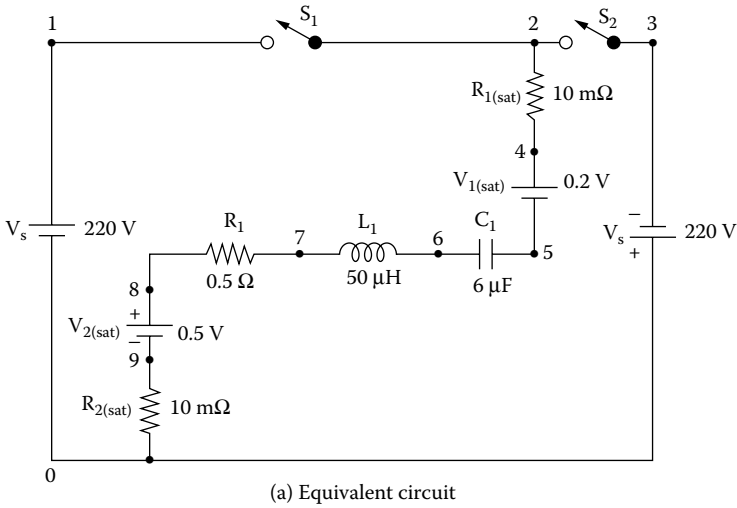 1
S1
2
S2
3
R1(sat)
10 mΩ
4
V1(sat)
0.2 V
Vs
220 V
R1
7
L1
6
C1
5
−
Vs
220 V
+
0.5 Ω
50 μH
6 μF
8
+
V2(sat)
0.5 V
−
9
R2(sat)
10 mΩ
0
(a) Equivalent circuit